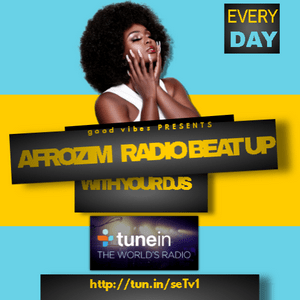 EVERY
DAY
good vibez PRESENTS
AFROZIM RADIO BEAT UP
WITH YOUR DJS
tunein
THE WORLD'S RADIO
http://tun.in/seTv1